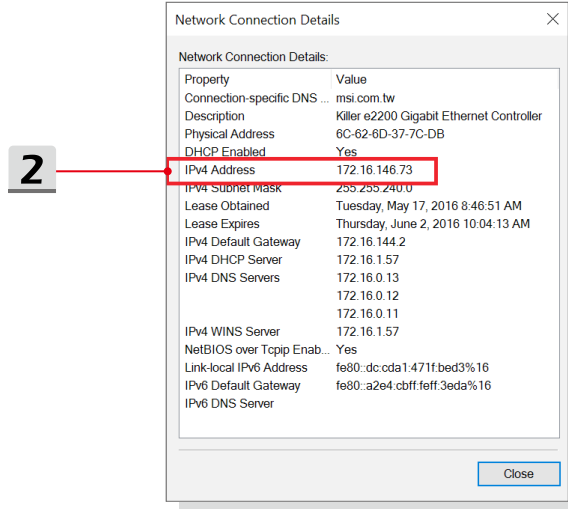 Network Connection Details
Network Connection Details:
Property Value
Connection-specific DNS ... msi.com.tw
Description Killer e2200 Gigabit Ethernet Controller
Physical Address 6C-62-6D-37-7C-DB
DHCP Enabled Yes
2
IPv4 Address 172.16.146.73
IPv4 Subnet Mask 255.255.240.0
Lease Obtained Tuesday, May 17, 2016 8:46:51 AM
Lease Expires Thursday, June 2, 2016 10:04:13 AM
IPv4 Default Gateway 172.16.144.2
IPv4 DHCP Server 172.16.1.57
IPv4 DNS Servers 172.16.0.13
172.16.0.12
172.16.0.11
IPv4 WINS Server 172.16.1.57
NetBIOS over Tcpip Enab... Yes
Link-local IPv6 Address fe80::dc:cda1:471f:bed3%16
IPv6 Default Gateway fe80::a2e4:cbff:feff:3eda%16
IPv6 DNS Server
Close